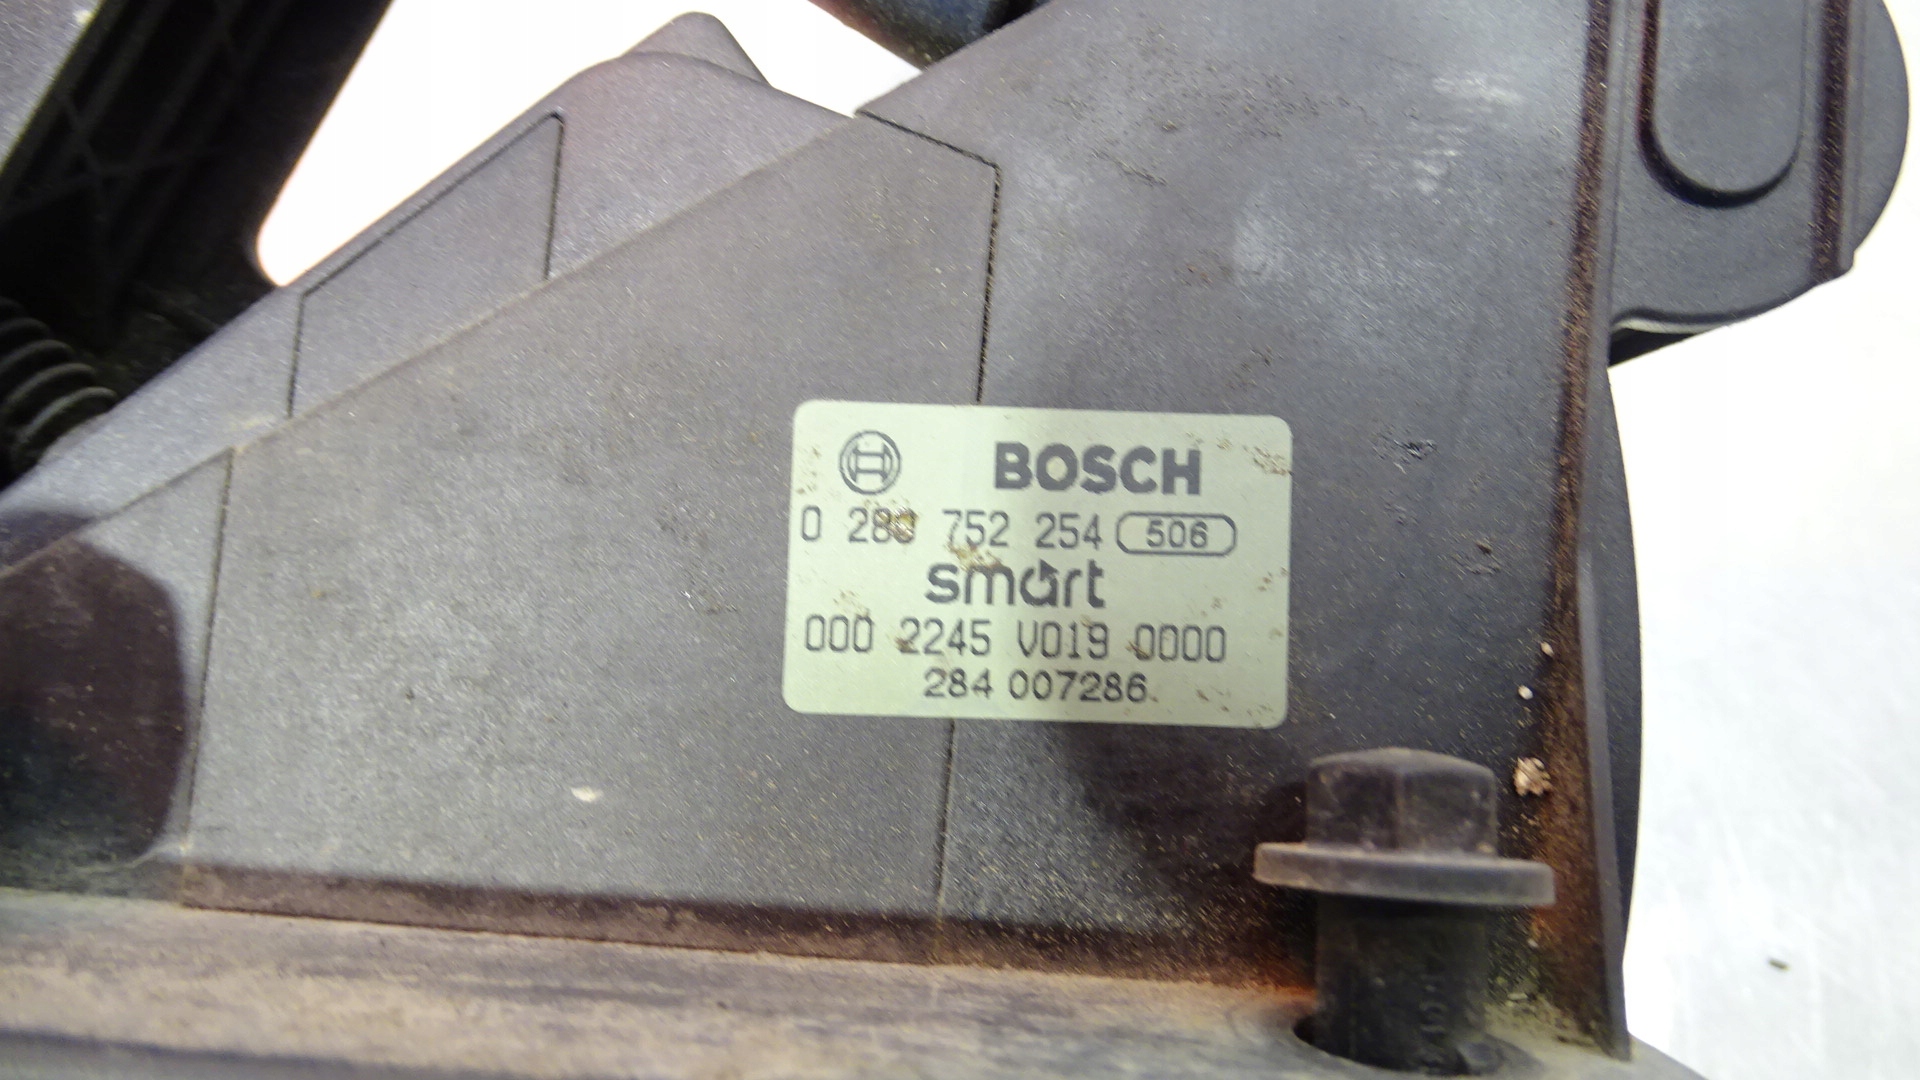 BOSCH
0 280 752 254 506
smart
000 2245 V019 0000
284 007286